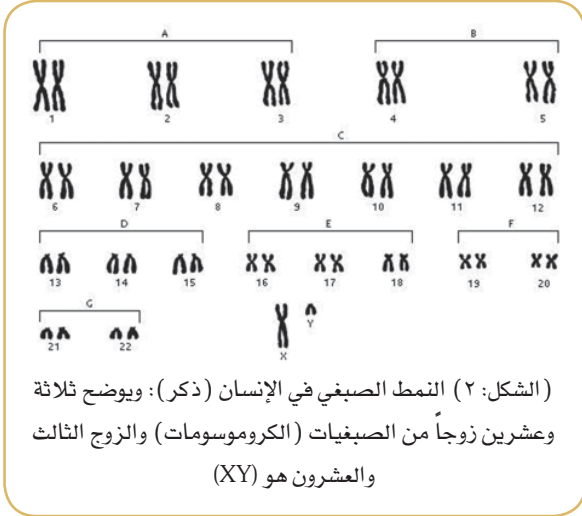 A B
1 2 3 4 5
C
6 7 8 9 10 11 12
D E F
13 14 15 16 17 18 19 20
G
21 22 X Y
(الشكل: ٢) النمط الصبغي في الإنسان (ذكر): ويوضح ثلاثة
وعشرين زوجاً من الصبغيات (الكروموسومات) والزوج الثالث
والعشرون هو (XY)